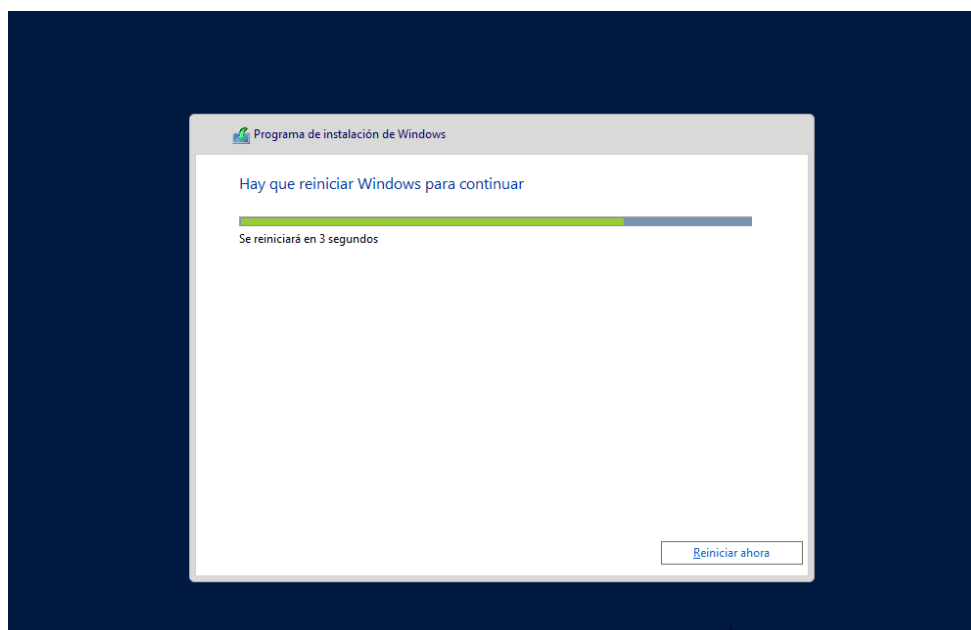 Programa de instalación de Windows
Hay que reiniciar Windows para continuar
Se reiniciará en 3 segundos
Reiniciar ahora